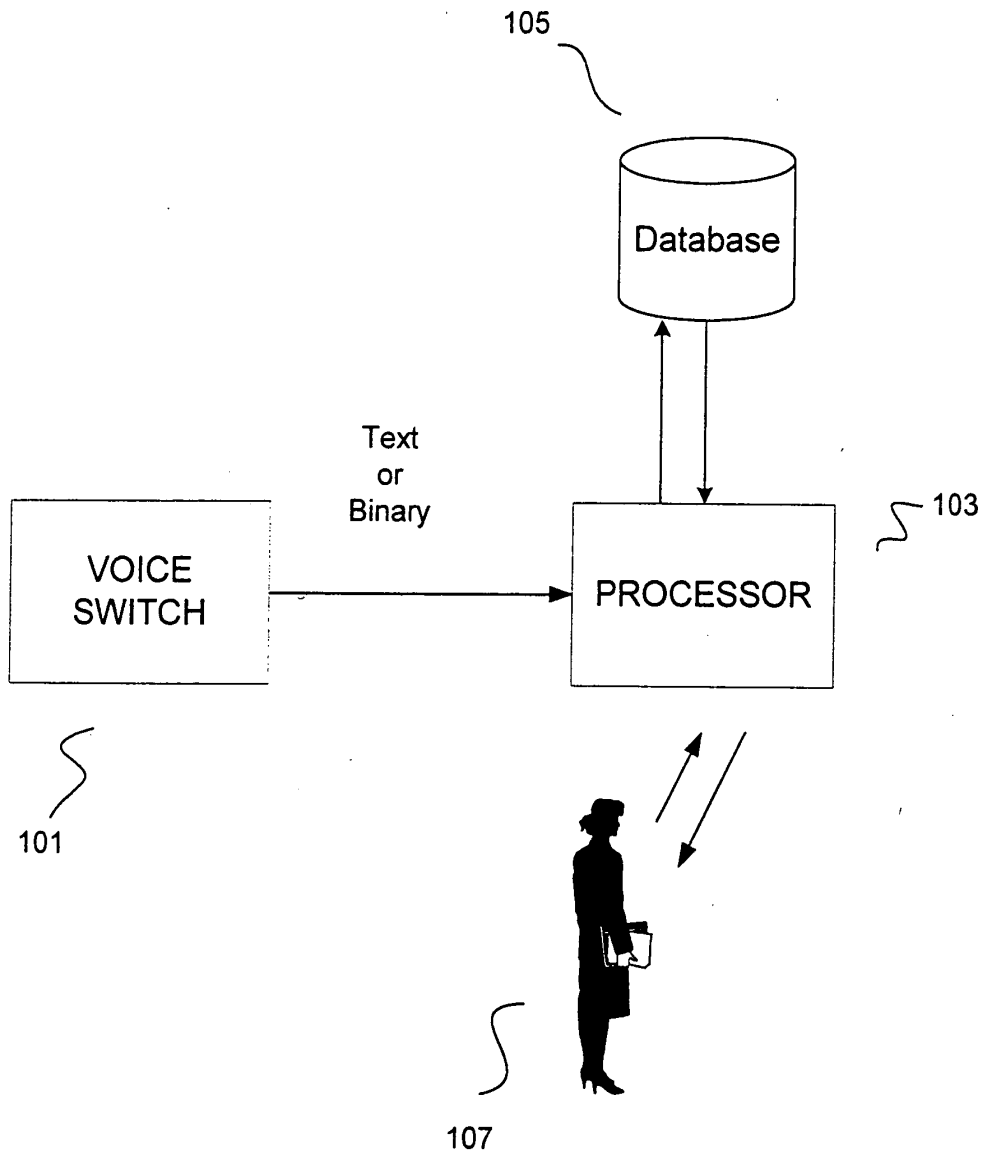 105
Database
Text
or
Binary
103
VOICE
SWITCH
PROCESSOR
101
107